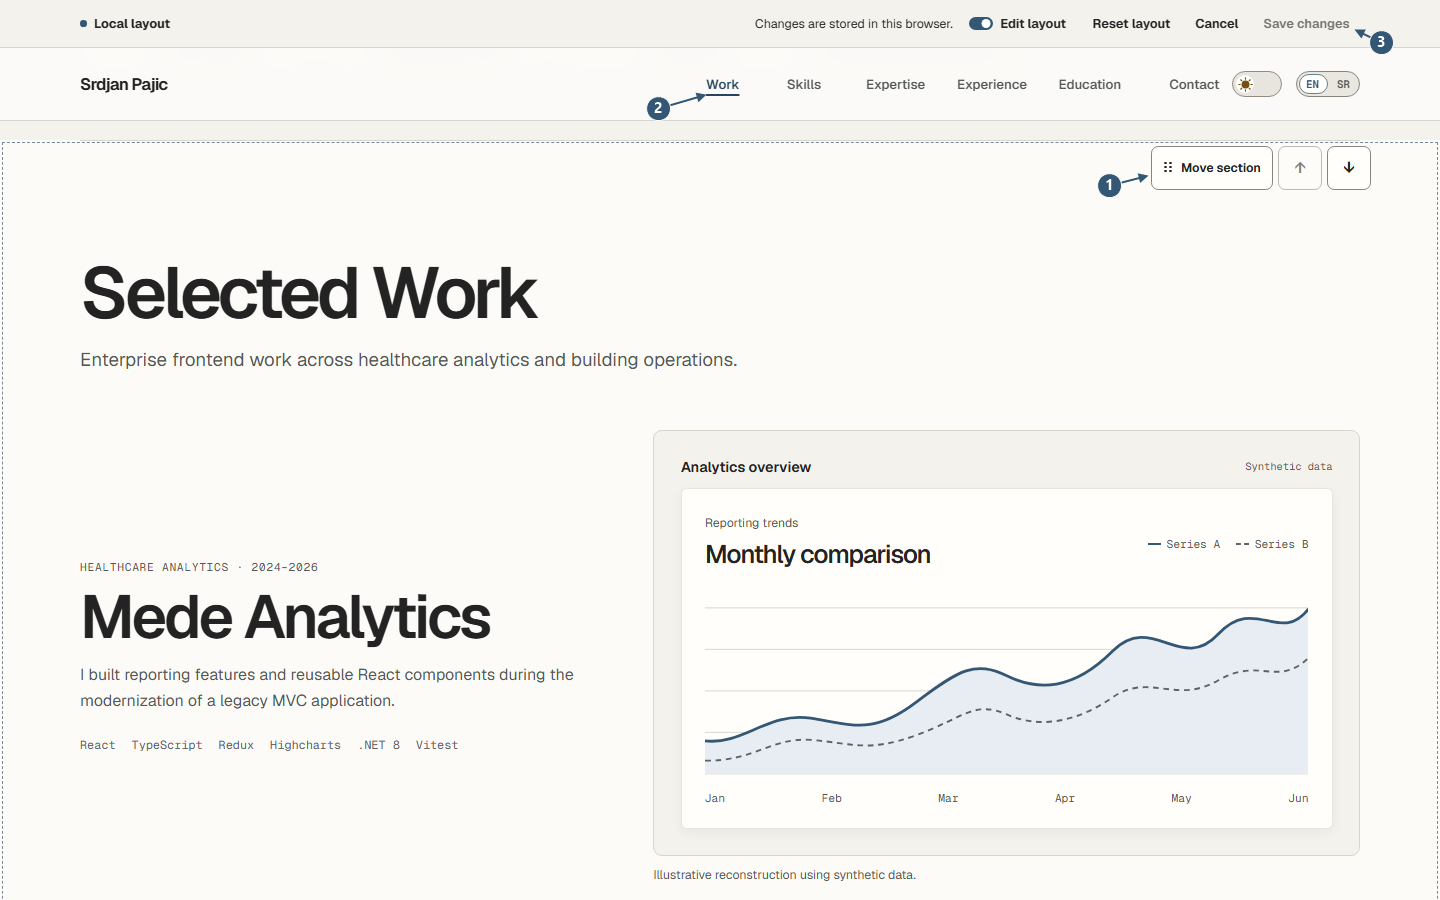 Local layout
Changes are stored in this browser.
Edit layout
Reset layout
Cancel
Save changes
3
Srdjan Pajic
Work
Skills
Expertise
Experience
Education
Contact
EN
SR
2
Move section
1
Selected Work
Enterprise frontend work across healthcare analytics and building operations.
Analytics overview
Synthetic data
Reporting trends
Monthly comparison
Series A
Series B
HEALTHCARE ANALYTICS · 2024–2026
Mede Analytics
I built reporting features and reusable React components during the
modernization of a legacy MVC application.
React TypeScript Redux Highcharts .NET 8 Vitest
Jan Feb Mar Apr May Jun
Illustrative reconstruction using synthetic data.